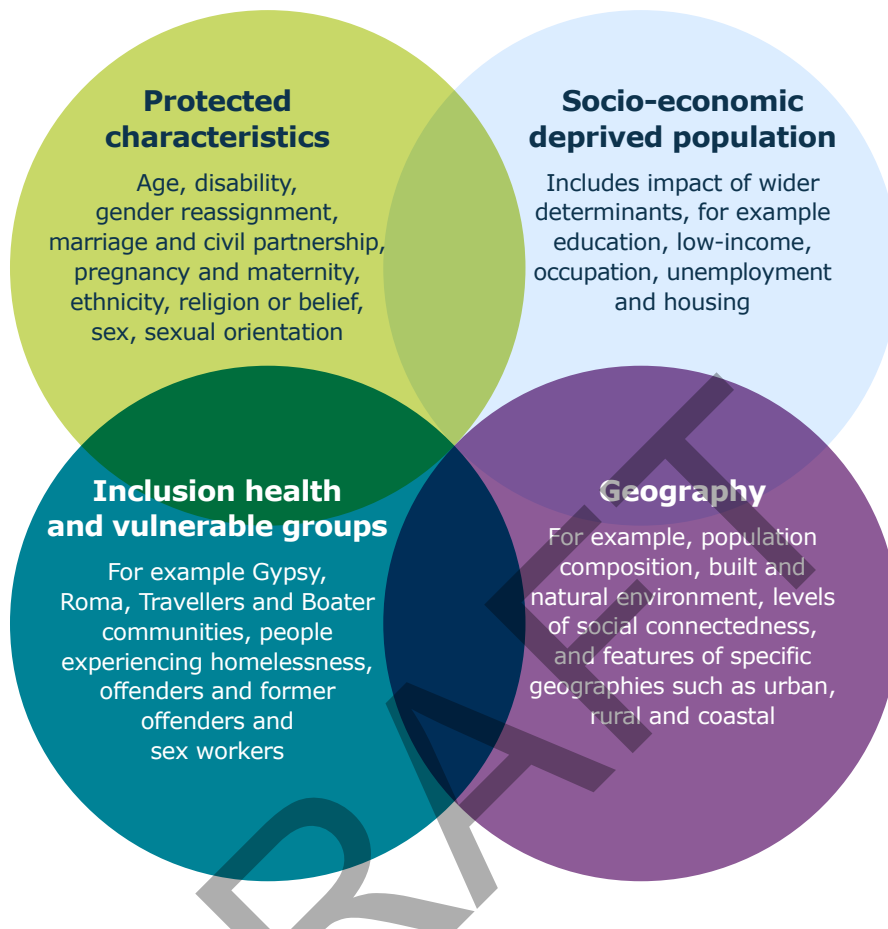 Protected
characteristics
Age, disability,
gender reassignment,
marriage and civil partnership,
pregnancy and maternity,
ethnicity, religion or belief,
sex, sexual orientation
Socio-economic
deprived population
Includes impact of wider
determinants, for example
education, low-income,
occupation, unemployment
and housing
Inclusion health
and vulnerable groups
For example Gypsy,
Roma, Travellers and Boater
communities, people
experiencing homelessness,
offenders and former
offenders and
sex workers
Geography
For example, population
composition, built and
natural environment, levels
of social connectedness,
and features of specific
geographies such as urban,
rural and coastal
RAFT